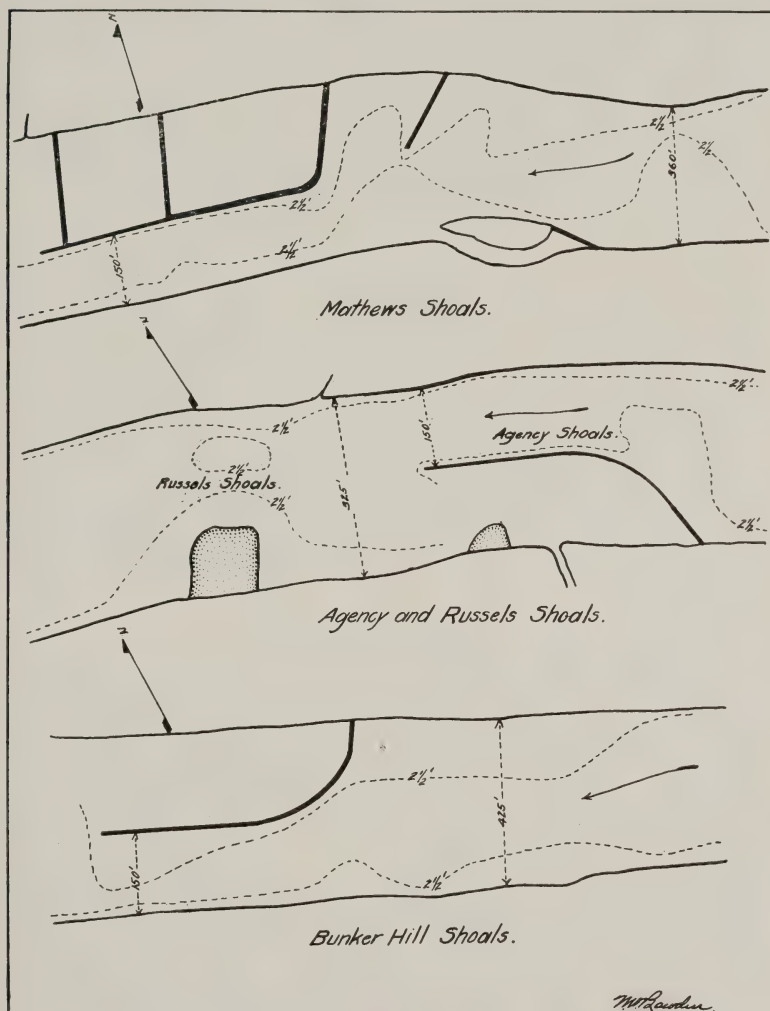 N
2½'
2½
360'
2½'
150'
2½'
Mathews Shoals.
N
2½'
2½'
150'
Agency Shoals.
2½'
Russels Shoals.
325'
2½'
2½'
Agency and Russels Shoals.
N
2½'
425'
150'
2½'
Bunker Hill Shoals.